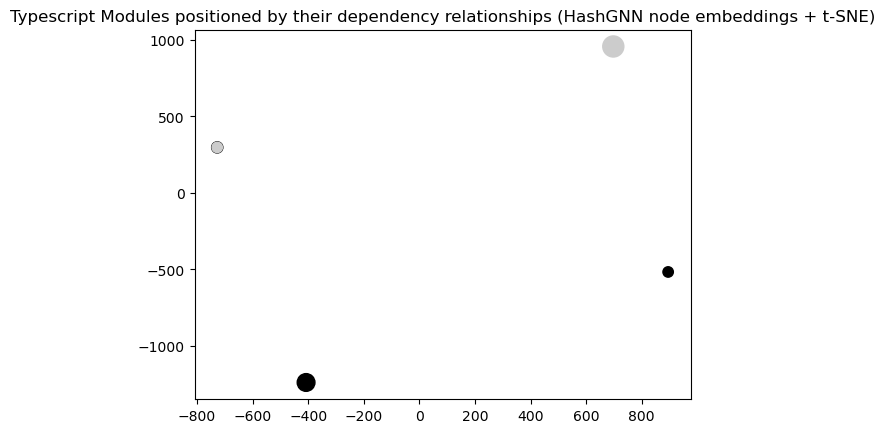 Typescript Modules positioned by their dependency relationships (HashGNN node embeddings + t-SNE)
1000
500
0
−500
−1000
−800 −600 −400 −200 0 200 400 600 800